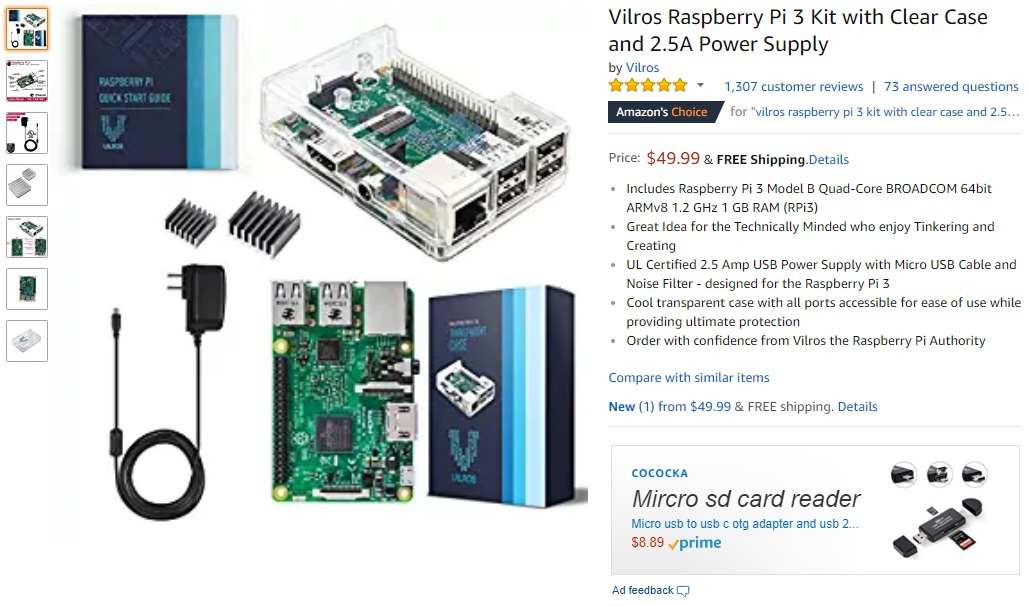 Vilros Raspberry Pi 3 Kit with Clear Case
and 2.5A Power Supply
by Vilros
1,307 customer reviews | 73 answered questions
Amazon's Choice for "vilros raspberry pi 3 kit with clear case and 2.5...
Price: $49.99 & FREE Shipping.Details
Includes Raspberry Pi 3 Model B Quad-Core BROADCOM 64bit
ARMv8 1.2 GHz 1 GB RAM (RPi3)
Great Idea for the Technically Minded who enjoy Tinkering and
Creating
UL Certified 2.5 Amp USB Power Supply with Micro USB Cable and
Noise Filter - designed for the Raspberry Pi 3
Cool transparent case with all ports accessible for ease of use while
providing ultimate protection
Order with confidence from Vilros the Raspberry Pi Authority
Compare with similar items
New (1) from $49.99 & FREE shipping. Details
COCOCKA
Mircro sd card reader
Micro usb to usb c otg adapter and usb 2...
$8.89 prime
Ad feedback
RASPBERRY PI
QUICK START GUIDE
VILROS
CASE
VILROS